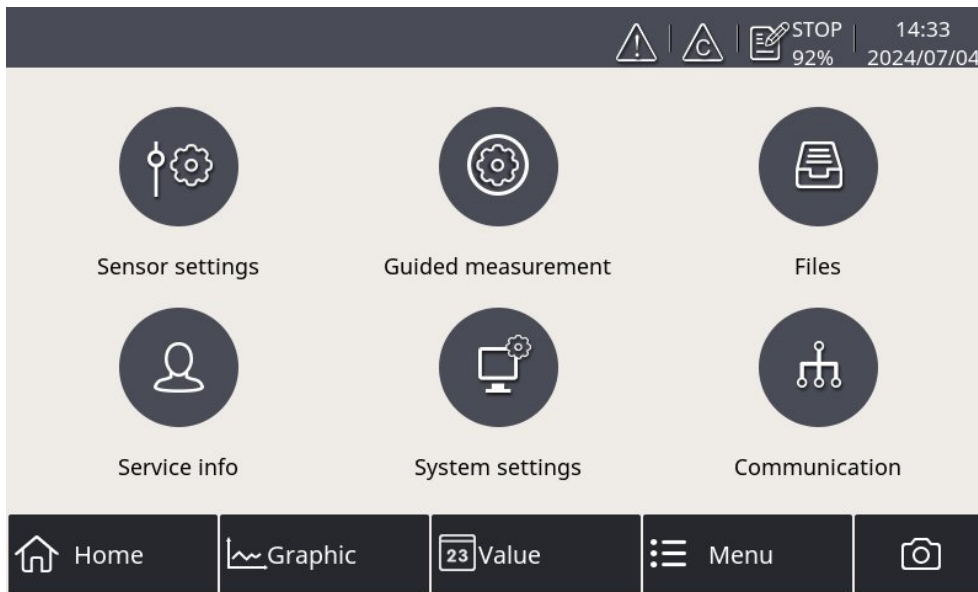 STOP
92%
14:33
2024/07/04
C
Sensor settings
Guided measurement
Files
Service info
System settings
Communication
Home
Graphic
23
Value
Menu